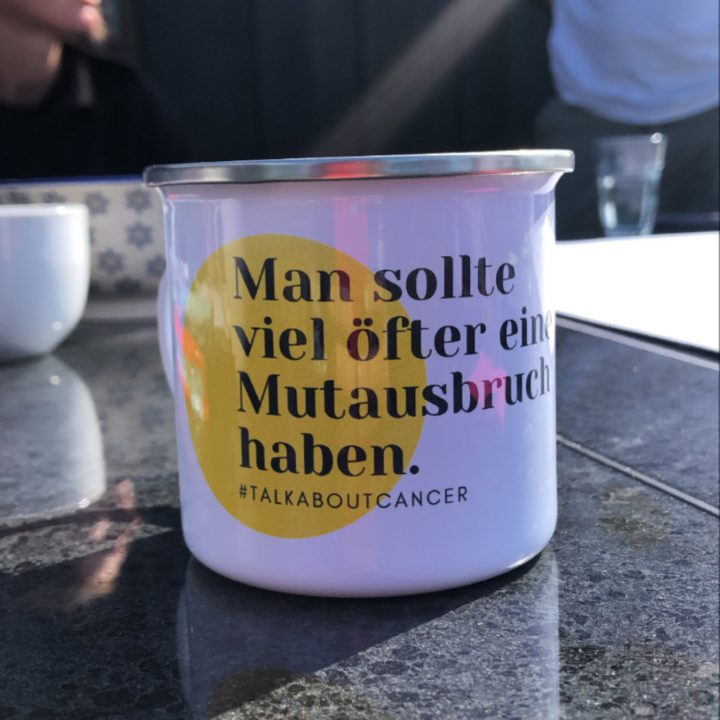 Man sollte
viel öfter eine
Mutausbruch
haben.
#TALKABOUTCANCER